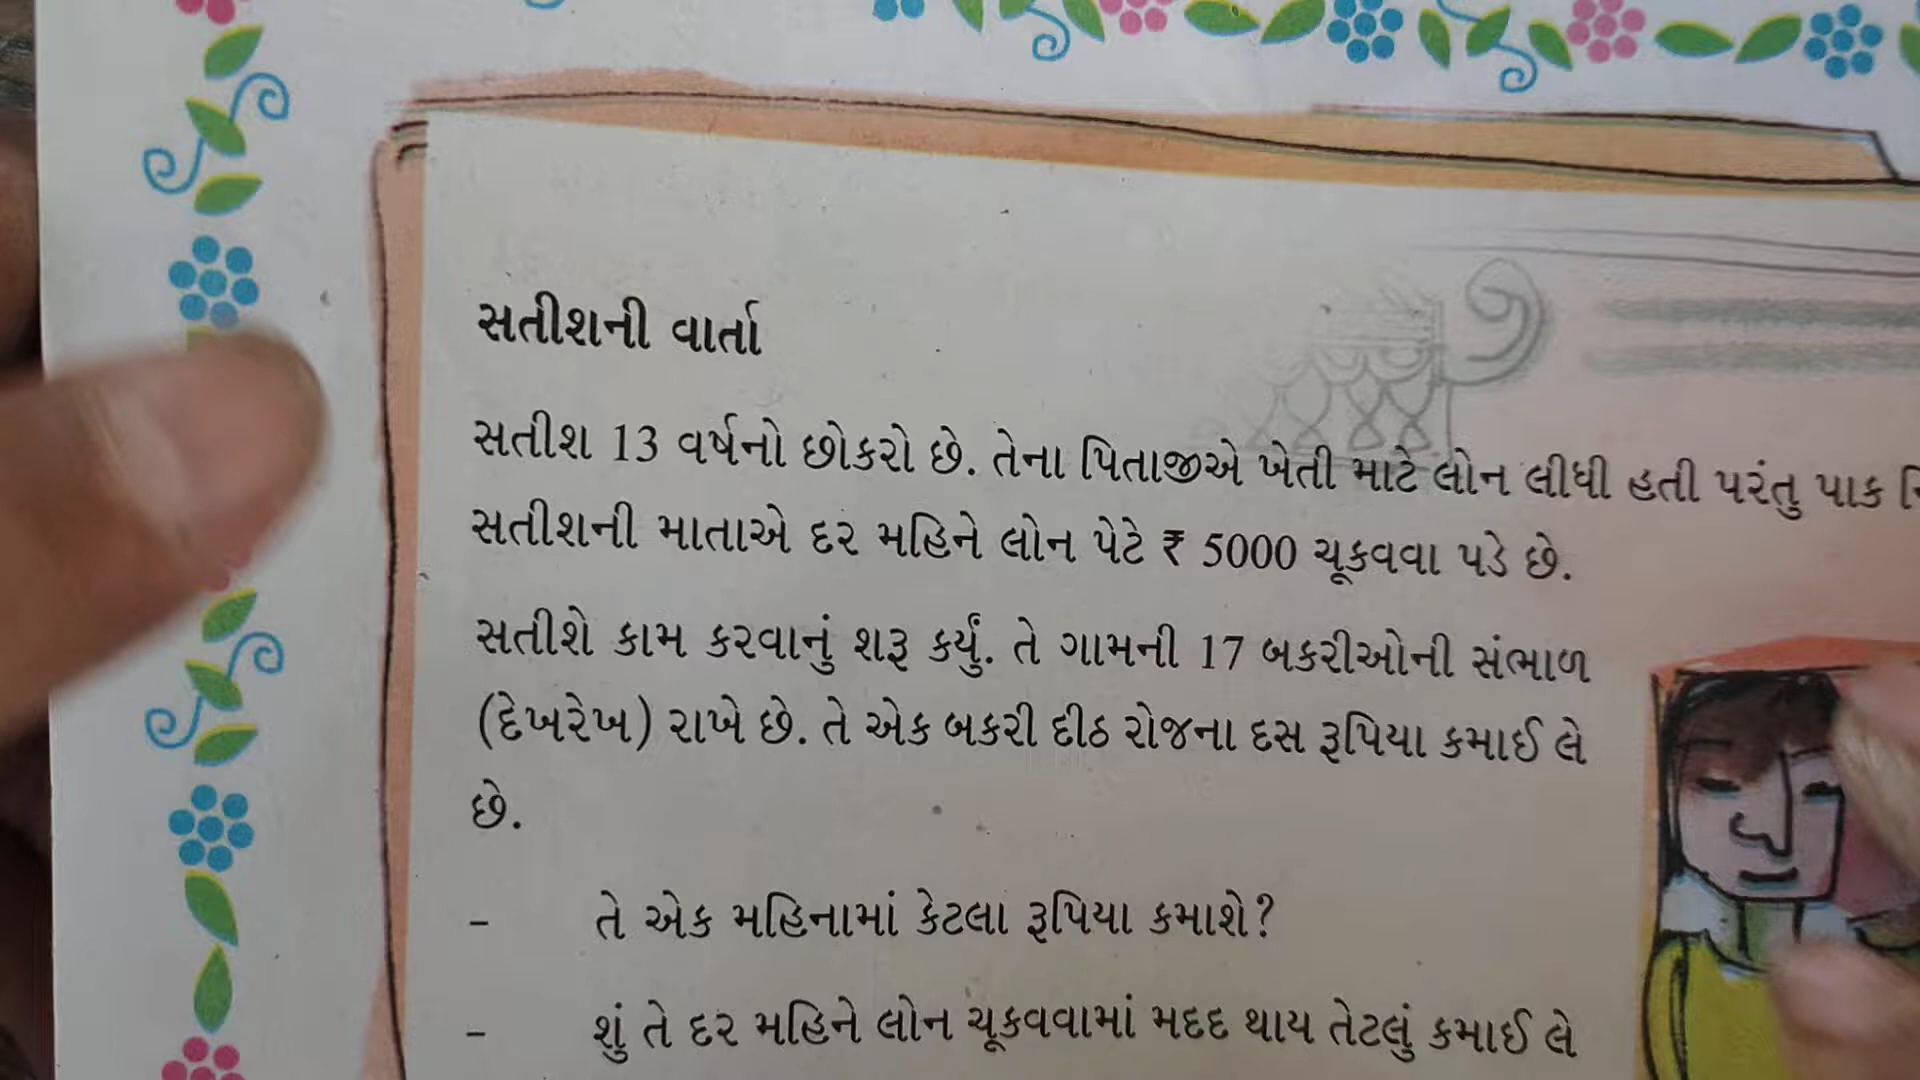 સતીશની વાર્તા
સતીશ 13 વર્ષનો છોકરો છે. તેના પિતાજીએ ખેતી માટે લોન લીધી હતી પરંતુ પાક
સતીશની માતાએ દર મહિને લોન પેટે ₹ 5000 ચૂકવવા પડે છે.
સતીશે કામ કરવાનું શરૂ કર્યું. તે ગામની 17 બકરીઓની સંભાળ
(દેખરેખ) રાખે છે. તે એક બકરી દીઠ રોજના દસ રૂપિયા કમાઈ લે
છે.
- તે એક મહિનામાં કેટલા રૂપિયા કમાશે?
- શું તે દર મહિને લોન ચૂકવવામાં મદદ થાય તેટલું કમાઈ લે